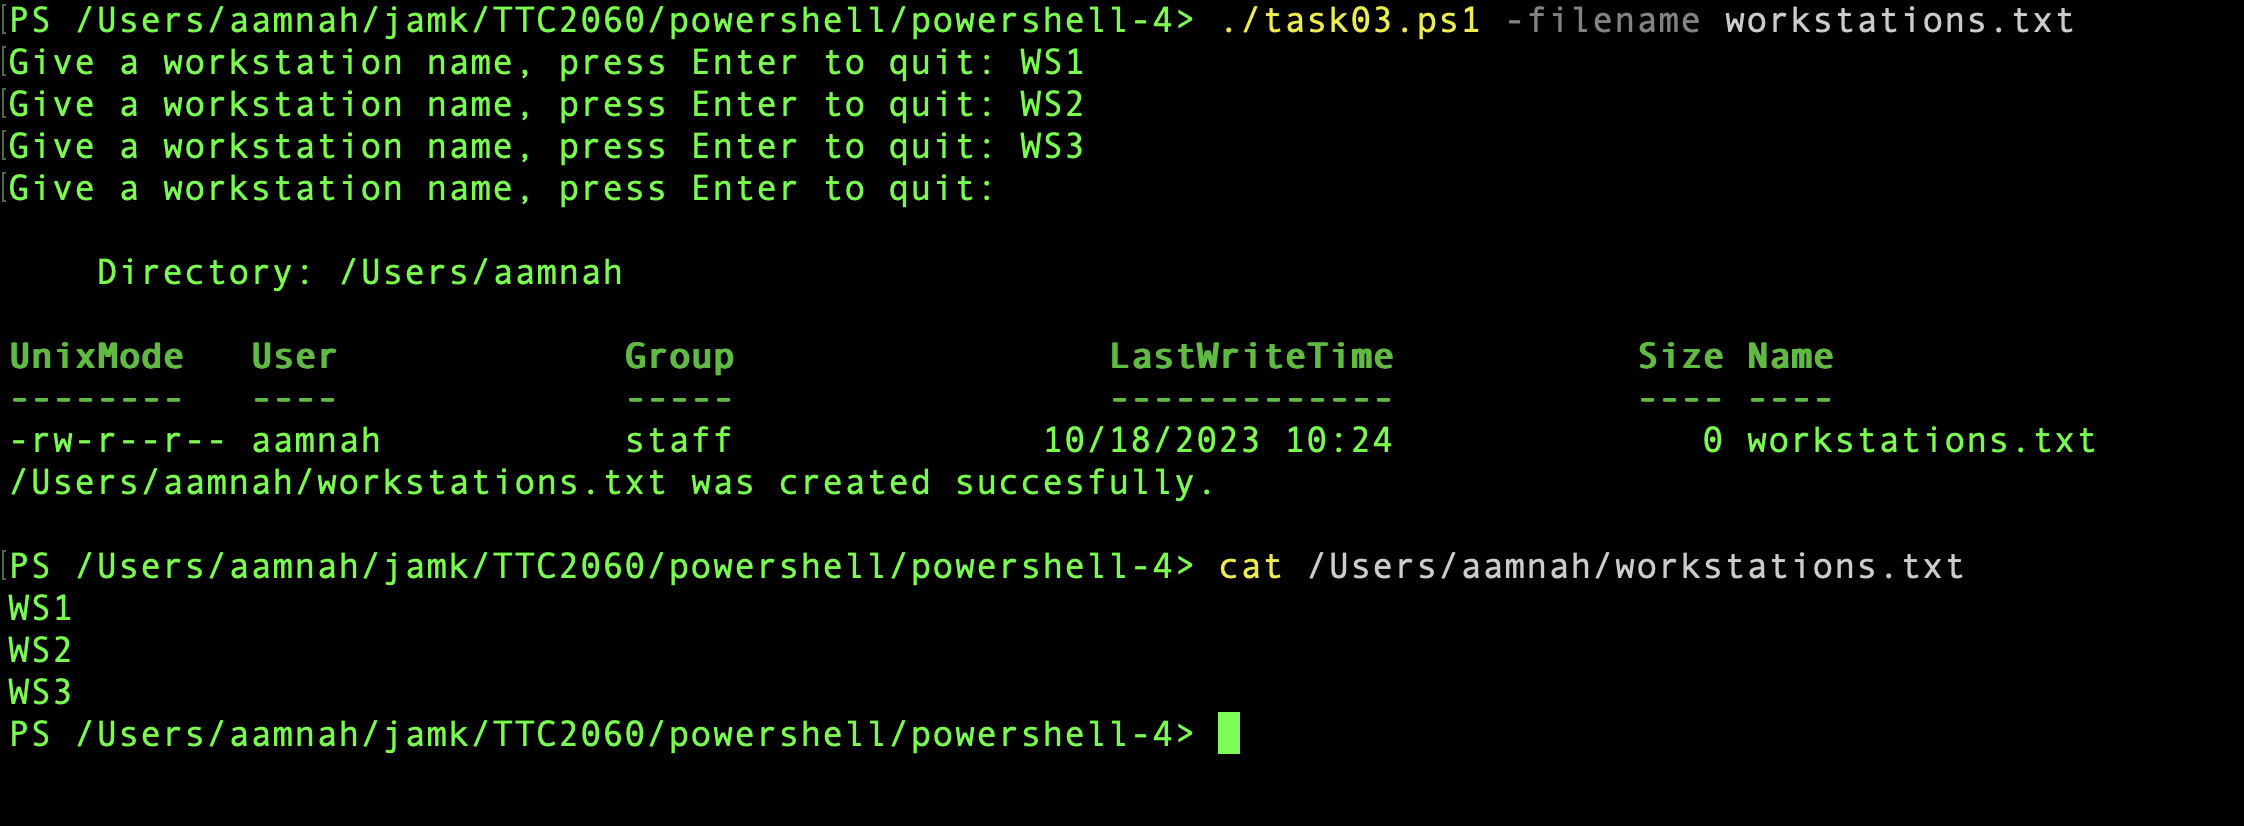 PS /Users/aamnah/jamk/TTC2060/powershell/powershell-4> ./task03.ps1 -filename workstations.txt
Give a workstation name, press Enter to quit: WS1
Give a workstation name, press Enter to quit: WS2
Give a workstation name, press Enter to quit: WS3
Give a workstation name, press Enter to quit:
Directory: /Users/aamnah
UnixMode User Group LastWriteTime Size Name
-------- ---- ----- ------------- ---- ----
-rw-r--r-- aamnah staff 10/18/2023 10:24 0 workstations.txt
/Users/aamnah/workstations.txt was created succesfully.
PS /Users/aamnah/jamk/TTC2060/powershell/powershell-4> cat /Users/aamnah/workstations.txt
WS1
WS2
WS3
PS /Users/aamnah/jamk/TTC2060/powershell/powershell-4>